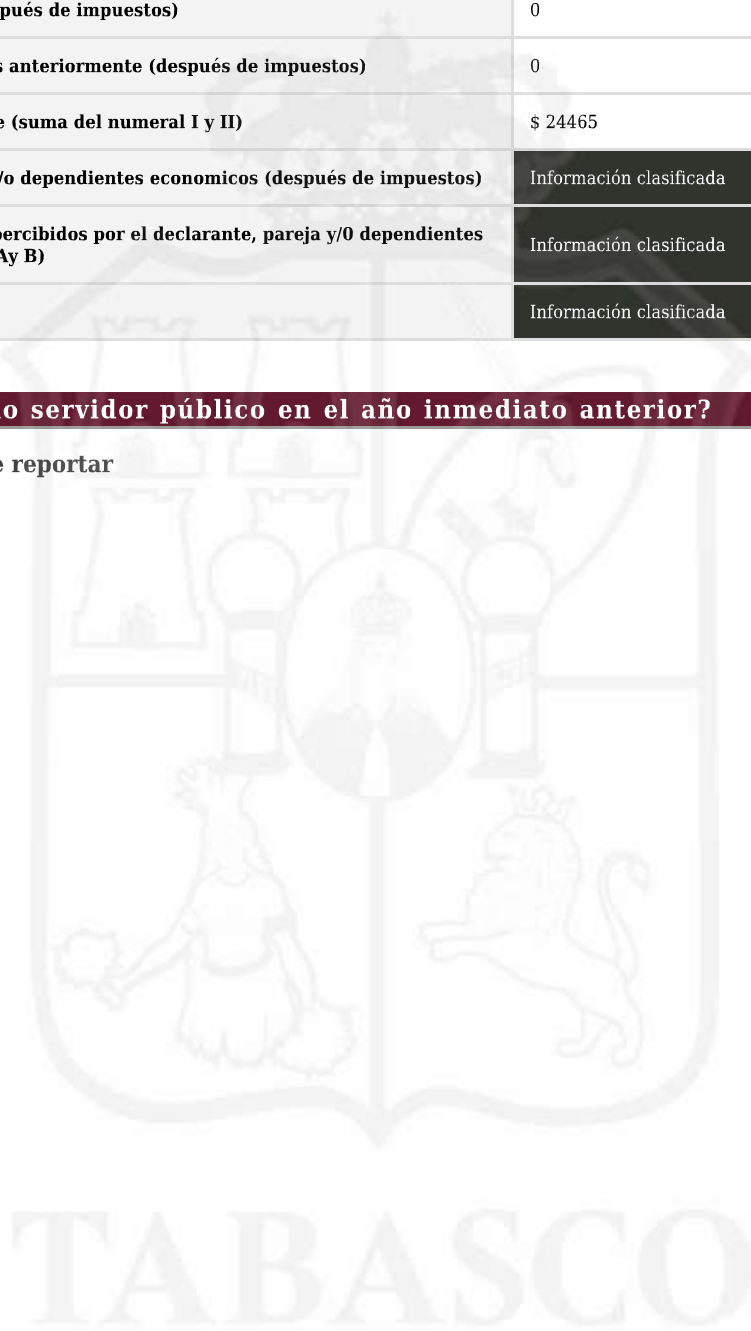 pués de impuestos)
0
s anteriormente (después de impuestos)
0
e (suma del numeral I y II)
$ 24465
/o dependientes economicos (después de impuestos)
Información clasificada
percibidos por el declarante, pareja y/0 dependientes
Ay B)
Información clasificada
Información clasificada
o servidor público en el año inmediato anterior?
e reportar
TABASCO